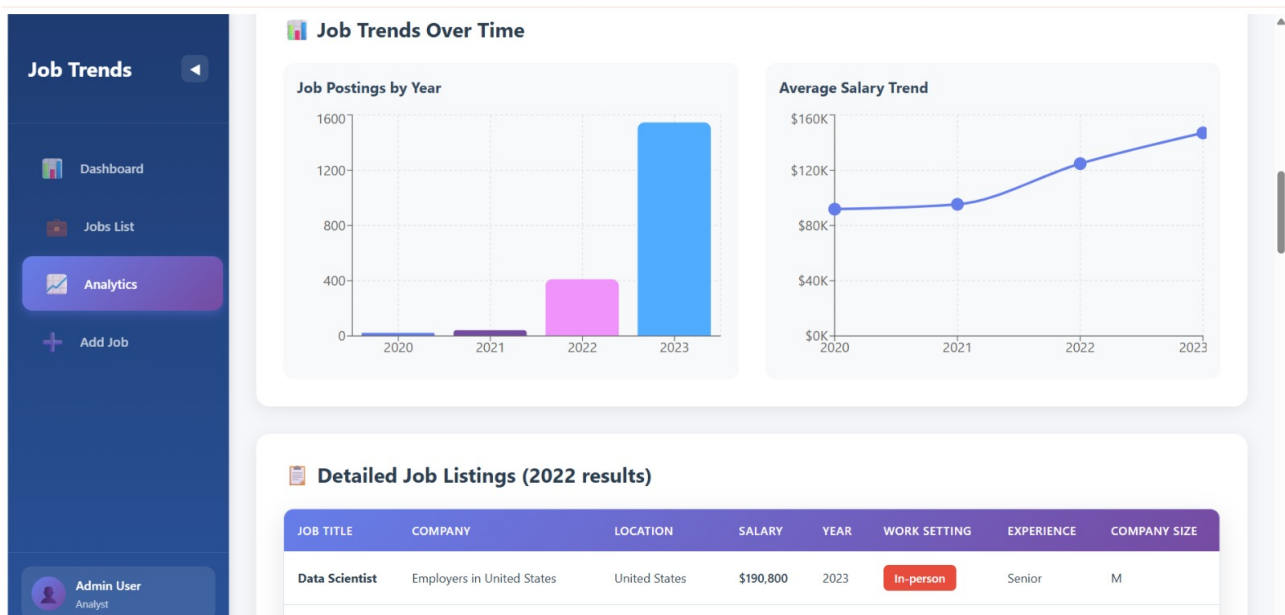 Job Trends
◀
Dashboard
Jobs List
Analytics
Add Job
Admin User
Analyst
Job Trends Over Time
Job Postings by Year
1600
1200
800
400
0
2020 2021 2022 2023
Average Salary Trend
$160K
$120K
$80K
$40K
$0K
2020 2021 2022 2023
Detailed Job Listings (2022 results)
JOB TITLE COMPANY LOCATION SALARY YEAR WORK SETTING EXPERIENCE COMPANY SIZE
Data Scientist Employers in United States United States $190,800 2023 In-person Senior M